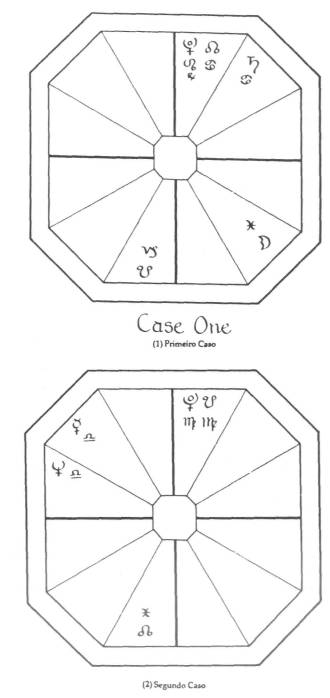 Case One
(1) Primeiro Caso
(2) Segundo Caso